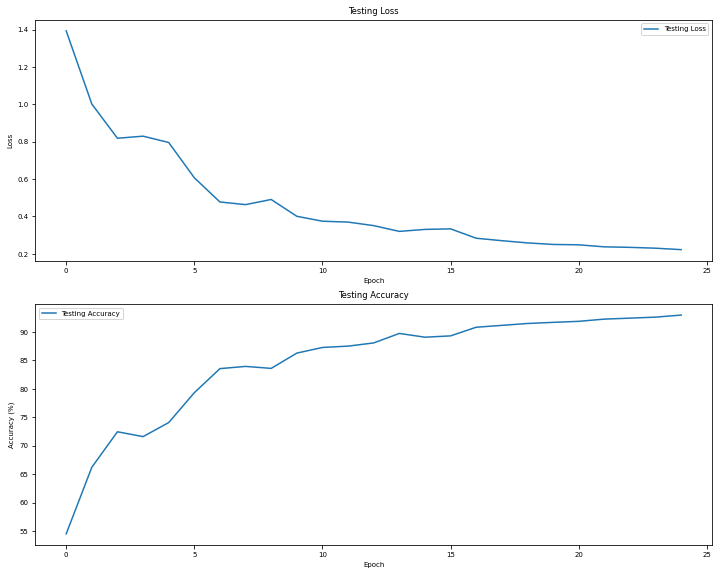 Testing Loss
Testing Loss
1.4
1.2
1.0
0.8
0.6
0.4
0.2
Loss
0 5 10 15 20 25
Epoch
Testing Accuracy
Testing Accuracy
90
85
80
75
70
65
60
55
Accuracy (%)
0 5 10 15 20 25
Epoch